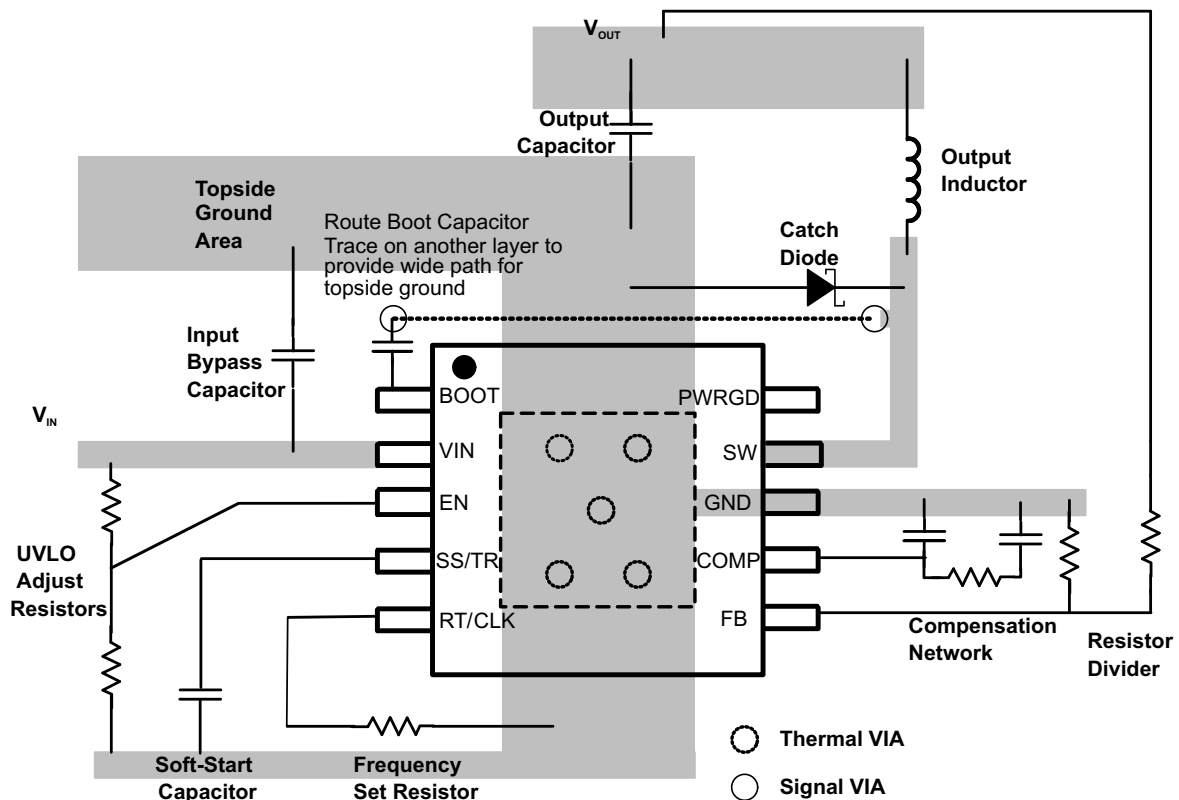 V_OUT
Output
Capacitor
Output
Inductor
Topside
Ground
Area
Route Boot Capacitor
Trace on another layer to
provide wide path for
topside ground
Catch
Diode
Input
Bypass
Capacitor
V_IN
BOOT
VIN
EN
SS/TR
RT/CLK
PWRGD
SW
GND
COMP
FB
UVLO
Adjust
Resistors
Compensation
Network
Resistor
Divider
Soft-Start
Capacitor
Frequency
Set Resistor
Thermal VIA
Signal VIA